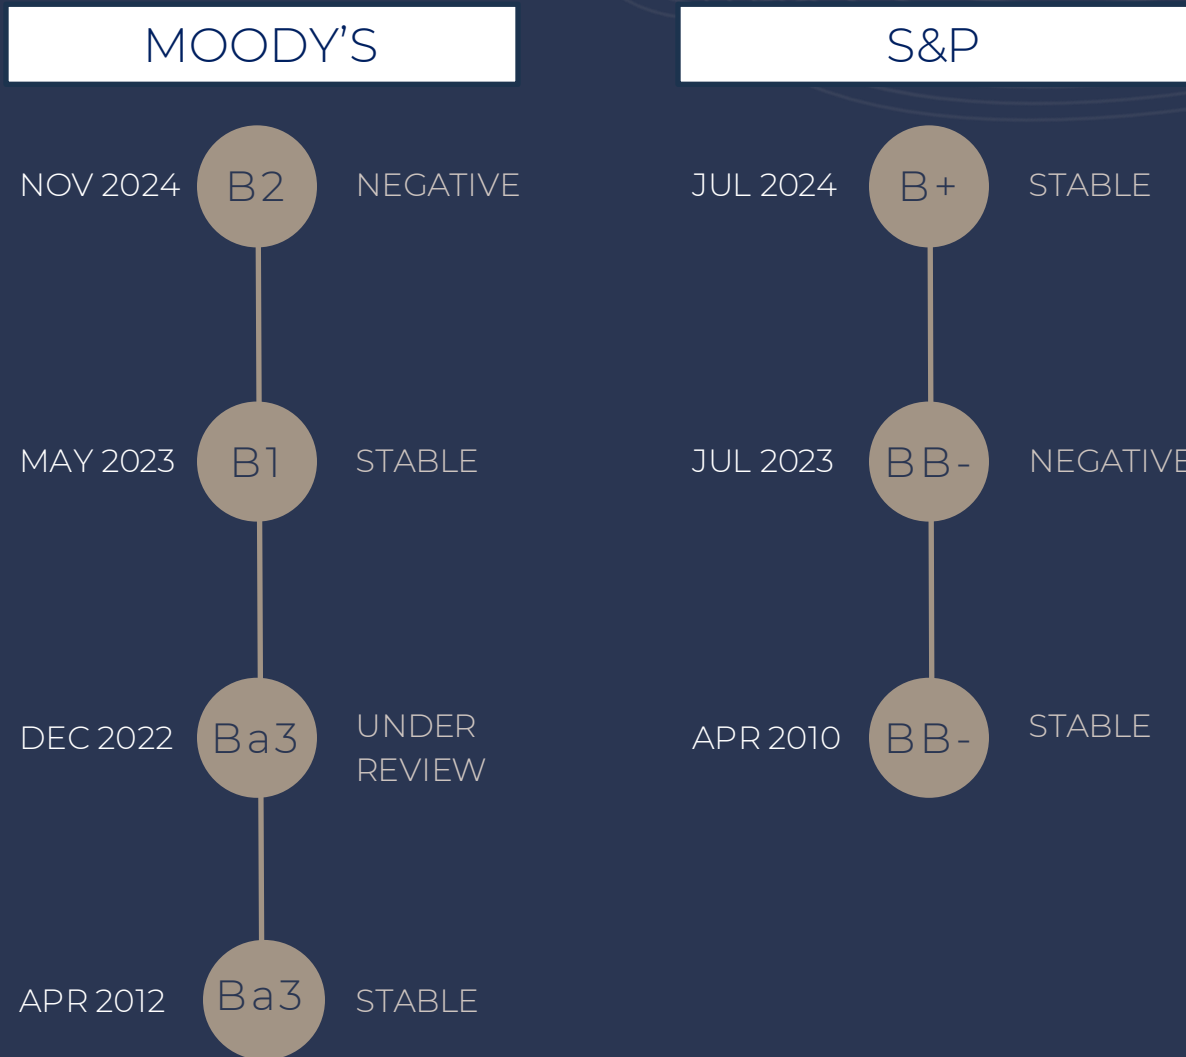 MOODY'S
NOV 2024 B2 NEGATIVE
MAY 2023 B1 STABLE
DEC 2022 Ba3 UNDER
REVIEW
APR 2012 Ba3 STABLE
S&P
JUL 2024 B+ STABLE
JUL 2023 BB- NEGATIVE
APR 2010 BB- STABLE